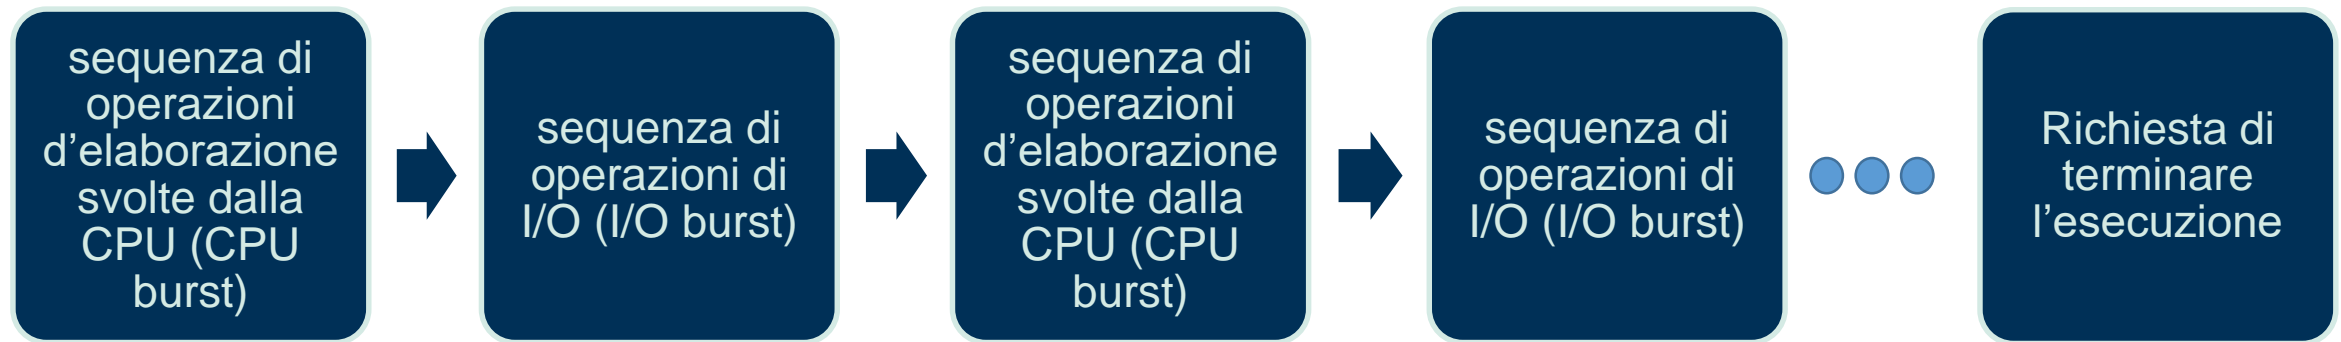 sequenza di
operazioni
d’elaborazione
svolte dalla
CPU (CPU
burst)
sequenza di
operazioni di
I/O (I/O burst)
sequenza di
operazioni
d’elaborazione
svolte dalla
CPU (CPU
burst)
sequenza di
operazioni di
I/O (I/O burst)
Richiesta di
terminare
l’esecuzione